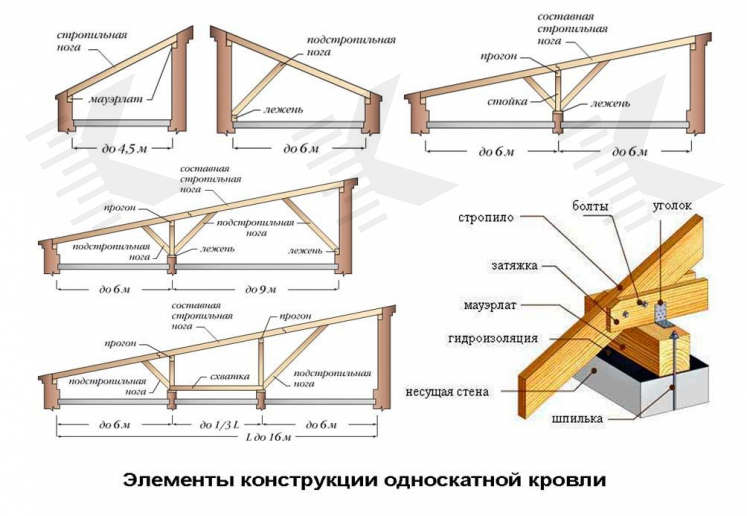 стропильная
нога
мауэрлат
до 4,5 м
подстропильная
нога
лежень
до 6 м
составная
стропильная
нога
прогон
стойка
лежень
до 6 м
до 6 м
составная
стропильная
нога
прогон
подстропильная
нога
подстропильная
нога
лежень
лежень
до 6 м
до 9 м
составная
стропильная
нога
прогон
прогон
подстропильная
нога
схватка
подстропильная
нога
до 6 м
до 1/3 L
до 6 м
L до 16 м
стропило
болты
уголок
затяжка
мауэрлат
гидроизоляция
несущая стена
шпилька
Элементы конструкции односкатной кровли